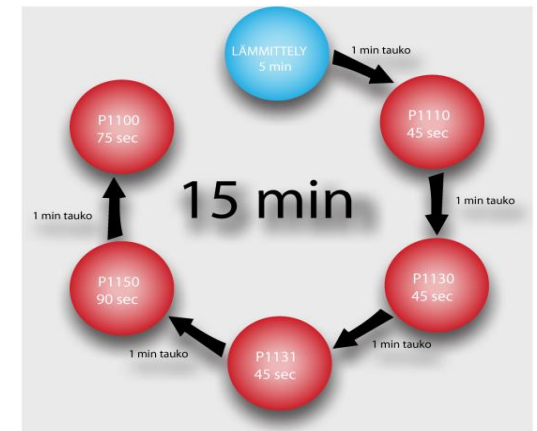 LÄMMITTELY
5 min
1 min tauko
P1110
45 sec
1 min tauko
P1130
45 sec
1 min tauko
P1131
45 sec
1 min tauko
P1150
90 sec
1 min tauko
P1100
75 sec
15 min